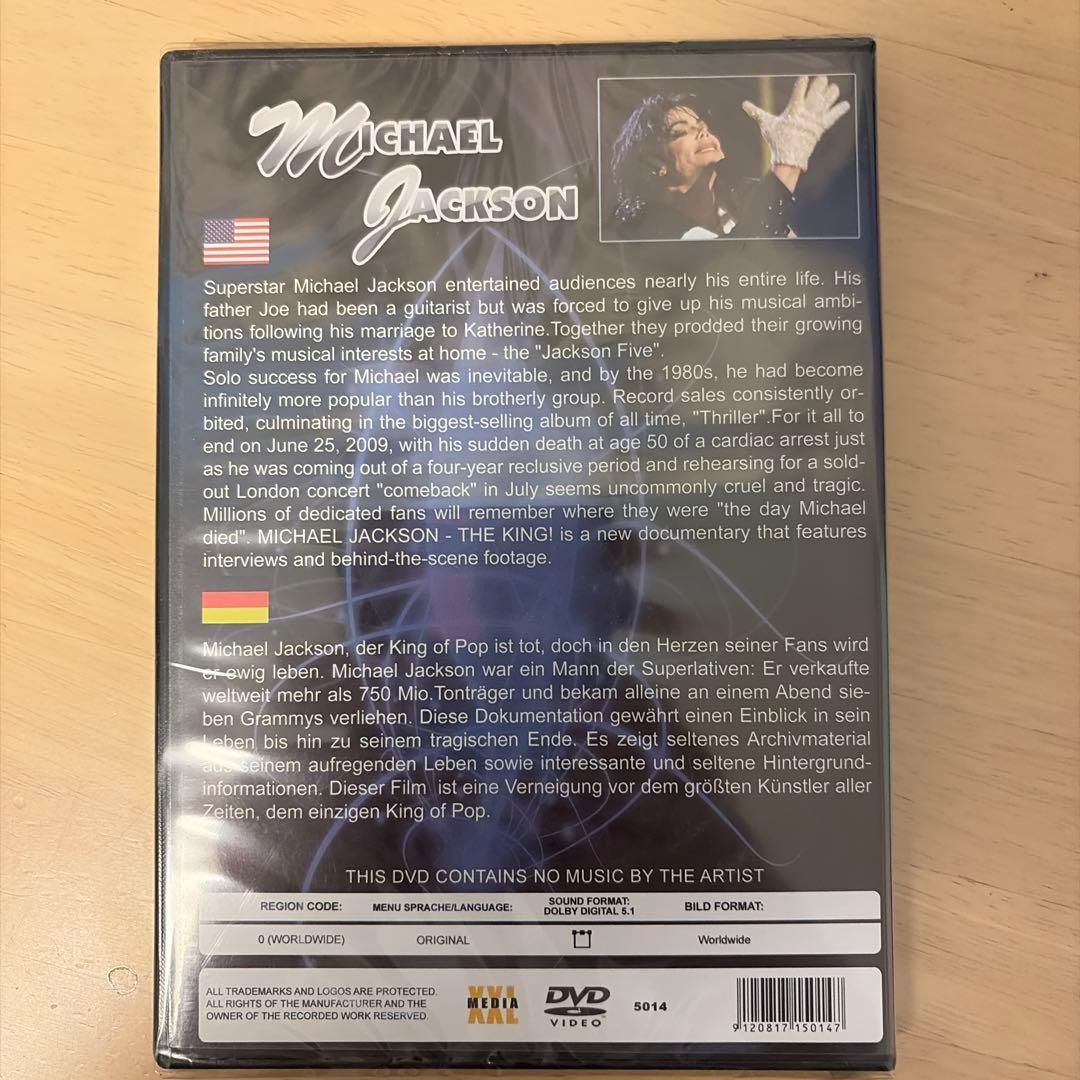 MICHAEL
JACKSON
Superstar Michael Jackson entertained audiences nearly his entire life. His
father Joe had been a guitarist but was forced to give up his musical ambi-
tions following his marriage to Katherine.Together they prodded their growing
family's musical interests at home - the "Jackson Five".
Solo success for Michael was inevitable, and by the 1980s, he had become
infinitely more popular than his brotherly group. Record sales consistently or-
bited, culminating in the biggest-selling album of all time, "Thriller".For it all to
end on June 25, 2009, with his sudden death at age 50 of a cardiac arrest just
as he was coming out of a four-year reclusive period and rehearsing for a sold-
out London concert "comeback" in July seems uncommonly cruel and tragic.
Millions of dedicated fans will remember where they were "the day Michael
died". MICHAEL JACKSON - THE KING! is a new documentary that features
interviews and behind-the-scene footage.
Michael Jackson, der King of Pop ist tot, doch in den Herzen seiner Fans wird
er ewig leben. Michael Jackson war ein Mann der Superlativen: Er verkaufte
weltweit mehr als 750 Mio.Tonträger und bekam alleine an einem Abend sie-
ben Grammys verliehen. Diese Dokumentation gewährt einen Einblick in sein
Leben bis hin zu seinem tragischen Ende. Es zeigt seltenes Archivmaterial
aus seinem aufregenden Leben sowie interessante und seltene Hintergrund-
informationen. Dieser Film ist eine Verneigung vor dem größten Künstler aller
Zeiten, dem einzigen King of Pop.
THIS DVD CONTAINS NO MUSIC BY THE ARTIST
REGION CODE: MENU SPRACHE/LANGUAGE: SOUND FORMAT: BILD FORMAT:
DOLBY DIGITAL 5.1
0 (WORLDWIDE) ORIGINAL Worldwide
ALL TRADEMARKS AND LOGOS ARE PROTECTED.
ALL RIGHTS OF THE MANUFACTURER AND THE
OWNER OF THE RECORDED WORK RESERVED.
XXL
MEDIA
DVD
VIDEO
5014
9 120817 150147